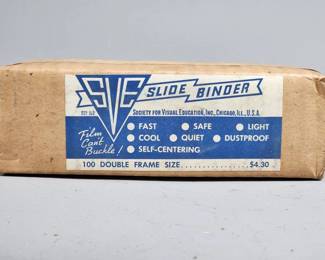 SVE SLIDE BINDER
SOCIETY FOR VISUAL EDUCATION, INC., CHICAGO, ILL., U.S.A.
Film
Can't
Buckle!
FAST SAFE LIGHT
COOL QUIET DUSTPROOF
SELF-CENTERING
100 DOUBLE FRAME SIZE.......... $4.30